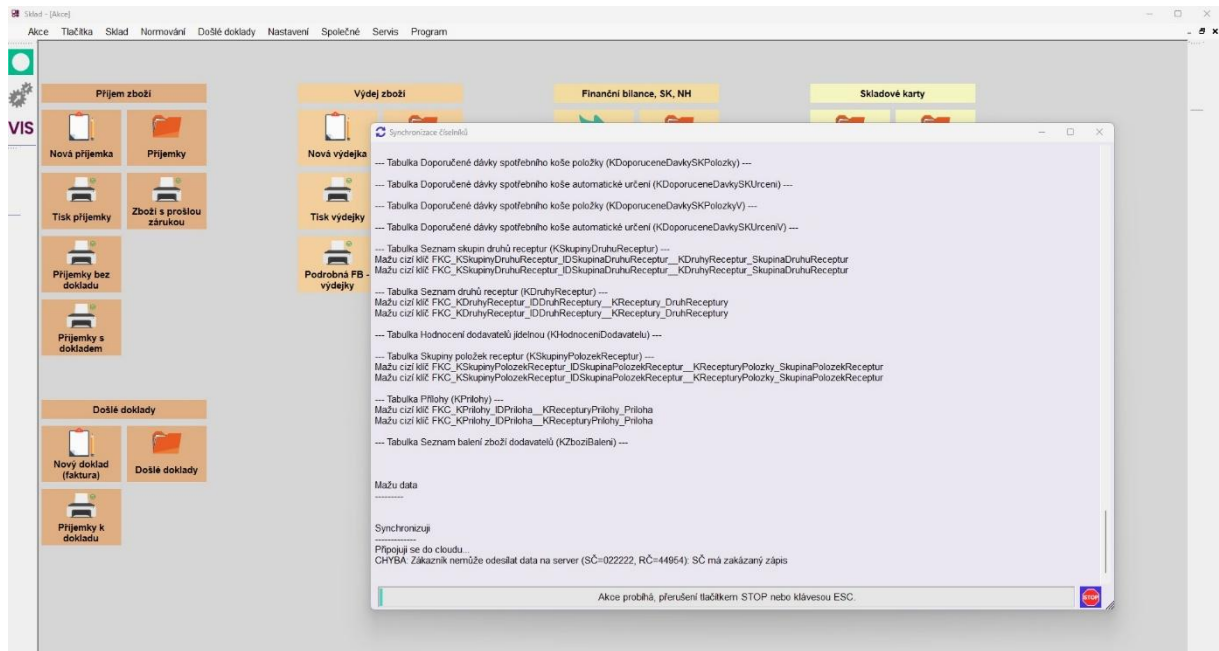 Sklad - [Akce]
Akce Tlačítka Sklad Normování Došlé doklady Nastavení Společné Servis Program
VIS
Příjem zboží
Nová příjemka
Příjemky
Tisk příjemky
Zboží s prošlou
zárukou
Příjemky bez
dokladu
Příjemky s
dokladem
Výdej zboží
Nová výdejka
Tisk výdejky
Podrobná FB -
výdejky
Finanční bilance, SK, NH
Skladové karty
Došlé doklady
Nový doklad
(faktura)
Došlé doklady
Příjemky k
dokladu
Synchronizace číselníků
--- Tabulka Doporučené dávky spotřebního koše položky (KDoporuceneDavkySKPolozky) ---
--- Tabulka Doporučené dávky spotřebního koše automatické určení (KDoporuceneDavkySKUrceni) ---
--- Tabulka Doporučené dávky spotřebního koše položky (KDoporuceneDavkySKPolozkyV) ---
--- Tabulka Doporučené dávky spotřebního koše automatické určení (KDoporuceneDavkySKUrceniV) ---
--- Tabulka Seznam skupin druhů receptur (KSkupinyDruhuReceptur) ---
Mažu cizí klíč FKC_KSkupinyDruhuReceptur_IDSkupinaDruhuReceptur__KDruhyReceptur_SkupinaDruhuReceptur
Mažu cizí klíč FKC_KSkupinyDruhuReceptur_IDSkupinaDruhuReceptur__KDruhyReceptur_SkupinaDruhuReceptur
--- Tabulka Seznam druhů receptur (KDruhyReceptur) ---
Mažu cizí klíč FKC_KDruhyReceptur_IDDruhReceptury__KReceptury_DruhReceptury
Mažu cizí klíč FKC_KDruhyReceptur_IDDruhReceptury__KReceptury_DruhReceptury
--- Tabulka Hodnocení dodavatelů jídelnou (KHodnoceniDodavatelu) ---
--- Tabulka Skupiny položek receptur (KSkupinyPolozekReceptur) ---
Mažu cizí klíč FKC_KSkupinyPolozekReceptur_IDSkupinaPolozekReceptur__KRecepturyPolozky_SkupinaPolozekReceptur
Mažu cizí klíč FKC_KSkupinyPolozekReceptur_IDSkupinaPolozekReceptur__KRecepturyPolozky_SkupinaPolozekReceptur
--- Tabulka Přílohy (KPrilohy) ---
Mažu cizí klíč FKC_KPrilohy_IDPriloha__KRecepturyPrilohy_Priloha
Mažu cizí klíč FKC_KPrilohy_IDPriloha__KRecepturyPrilohy_Priloha
--- Tabulka Seznam balení zboží dodavatelů (KZboziBaleni) ---
Mažu data
---------
Synchronizuji
-------------
Připojuji se do cloudu...
CHYBA: Zákazník nemůže odesílat data na server (SČ=022222, RČ=44954): SČ má zakázaný zápis
Akce probíhá, přerušení tlačítkem STOP nebo klávesou ESC.
STOP